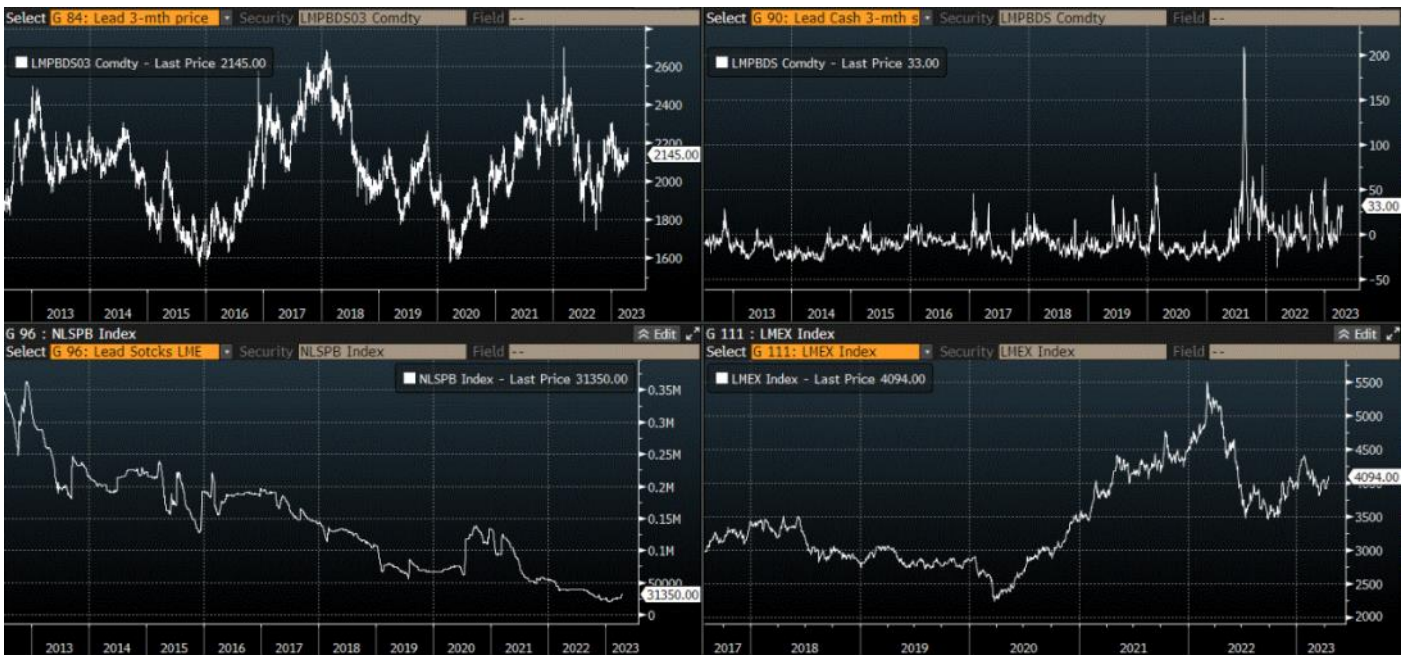 Select G 84: Lead 3-mth price Security LMPBDS03 Comdty Field --
LMPBDS03 Comdty - Last Price 2145.00
2600
2400
2200
2145.00
2000
1800
1600
2013 2014 2015 2016 2017 2018 2019 2020 2021 2022 2023
Select G 90: Lead Cash 3-mth s Security LMPBDS Comdty Field --
LMPBDS Comdty - Last Price 33.00
200
150
100
50
33.00
0
-50
2013 2014 2015 2016 2017 2018 2019 2020 2021 2022 2023
G 96 : NLSPB Index Edit
Select G 96: Lead Sotcks LME Security NLSPB Index Field --
NLSPB Index - Last Price 31350.00
0.35M
0.3M
0.25M
0.2M
0.15M
0.1M
50000
31350.00
0
2013 2014 2015 2016 2017 2018 2019 2020 2021 2022 2023
G 111 : LMEX Index Edit
Select G 111: LMEX Index Security LMEX Index Field --
LMEX Index - Last Price 4094.00
5500
5000
4500
4094.00
4000
3500
3000
2500
2000
2017 2018 2019 2020 2021 2022 2023